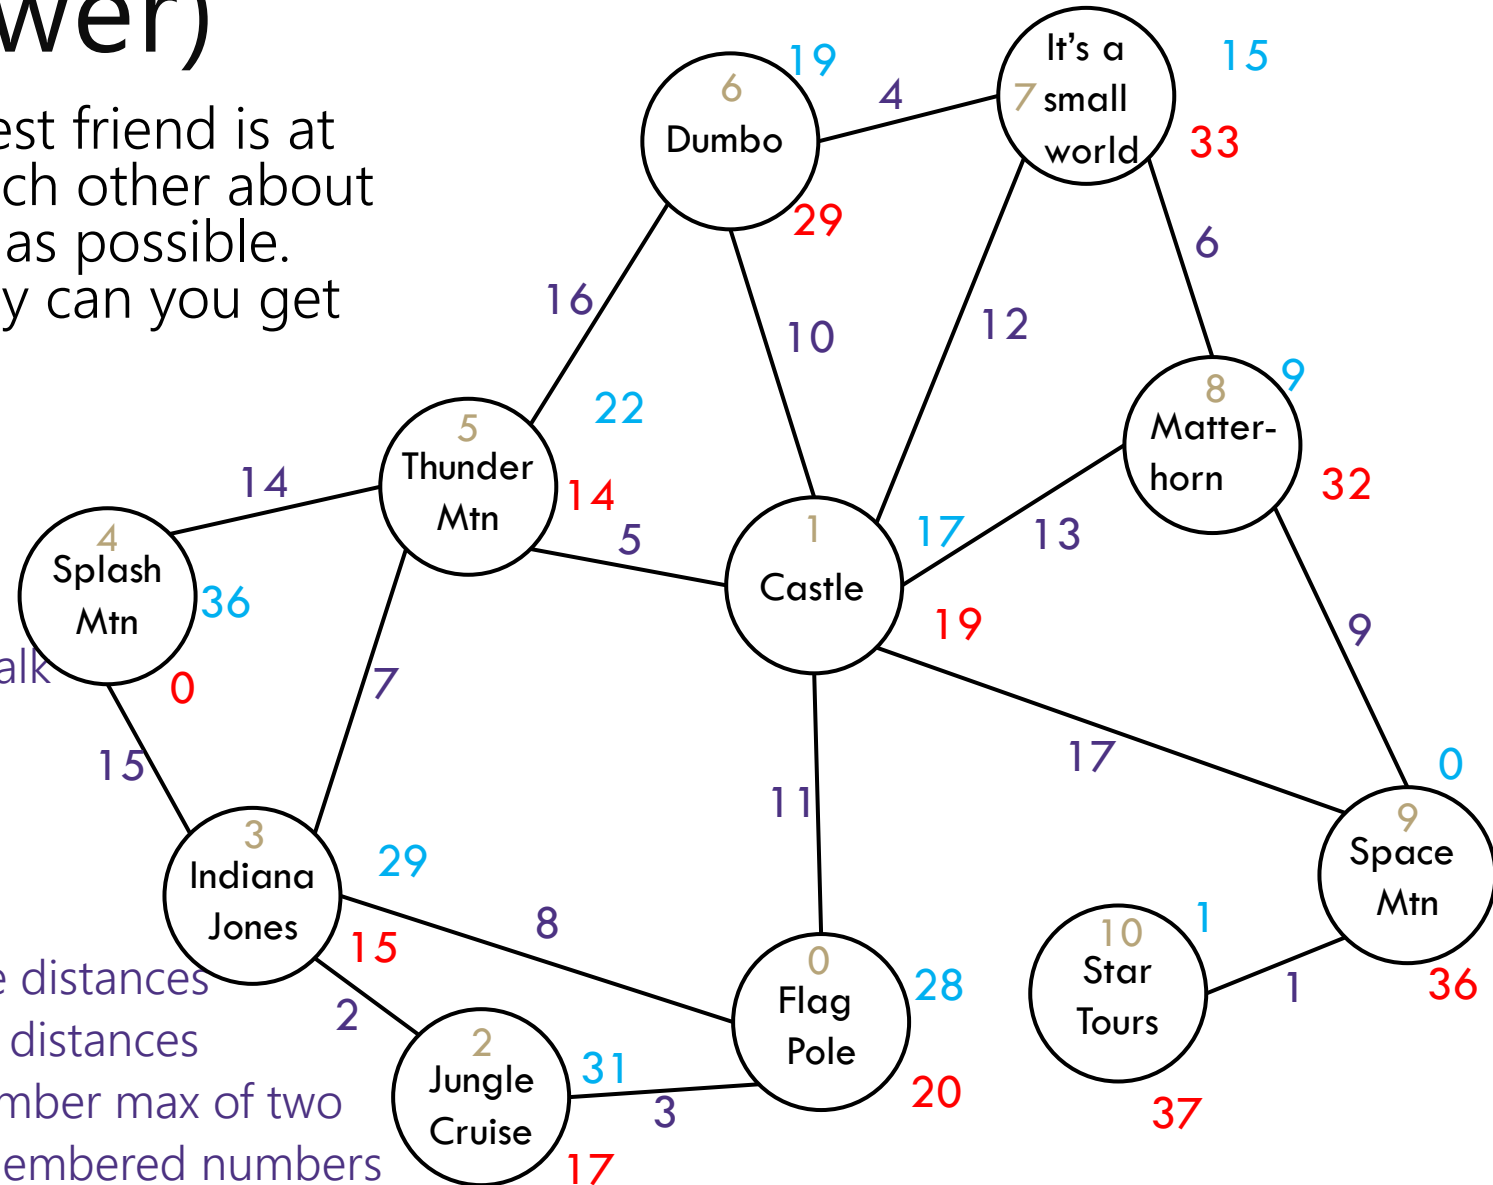 wer)
est friend is at
ch other about
as possible.
y can you get
6
Dumbo
19
29
4
7
It's a
small
world
15
33
16
10
12
6
5
Thunder
Mtn
22
14
14
5
4
Splash
Mtn
36
0
1
Castle
17
19
13
8
Matter-
horn
9
32
alk
7
15
11
17
9
3
Indiana
Jones
29
15
8
0
Flag
Pole
28
20
9
Space
Mtn
0
36
10
Star
Tours
1
37
1
e distances
2
distances
2
Jungle
Cruise
31
17
3
mber max of two
embered numbers